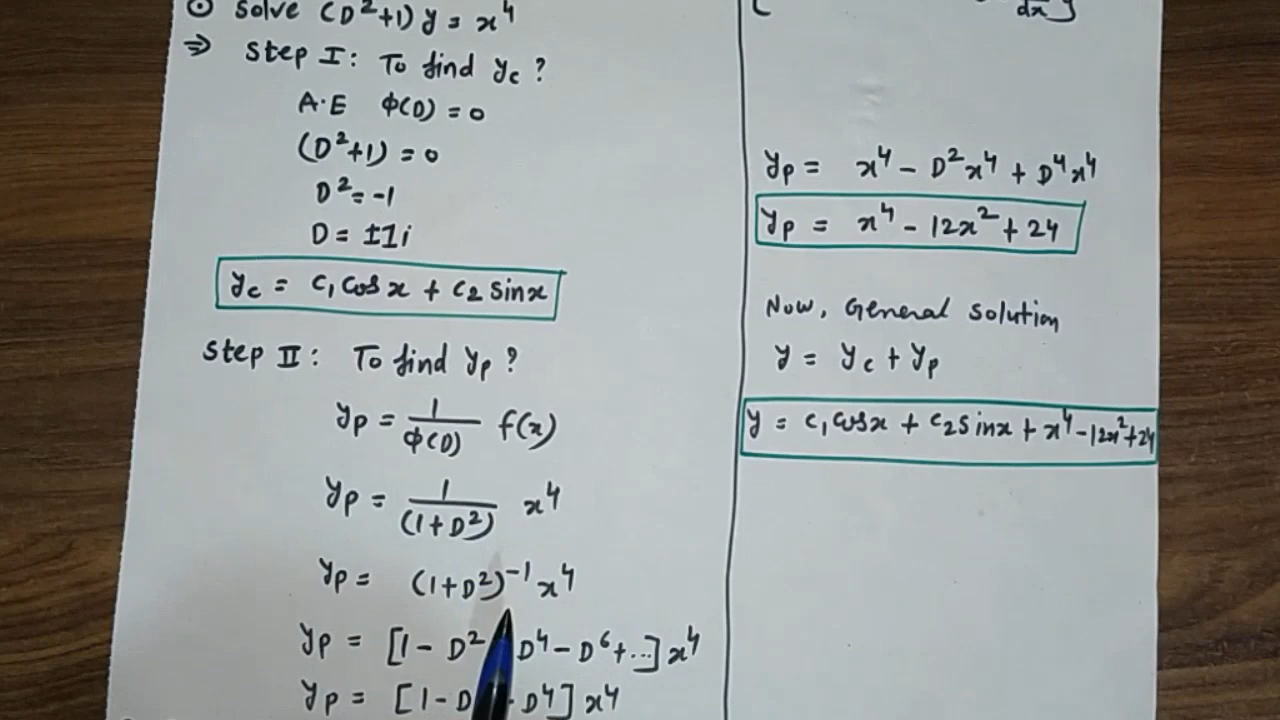 ⊙ Solve (D²+1) y = x⁴
⇒ Step I : To find yc ?
A.E ϕ(D) = 0
(D²+1) = 0
D² = -1
D = ±1i
yc = c₁ cos x + c₂ sin x
Step II : To find yp ?
yp = 1/ϕ(D) f(x)
yp = 1/(1+D²) x⁴
yp = (1+D²)⁻¹ x⁴
yp = [1 - D² D⁴ - D⁶ + ...] x⁴
yp = [1 - D D⁴] x⁴
[ dx ]
yp = x⁴ - D²x⁴ + D⁴x⁴
yp = x⁴ - 12x² + 24
Now, General solution
y = yc + yp
y = c₁ cos x + c₂ sin x + x⁴ - 12x² + 24